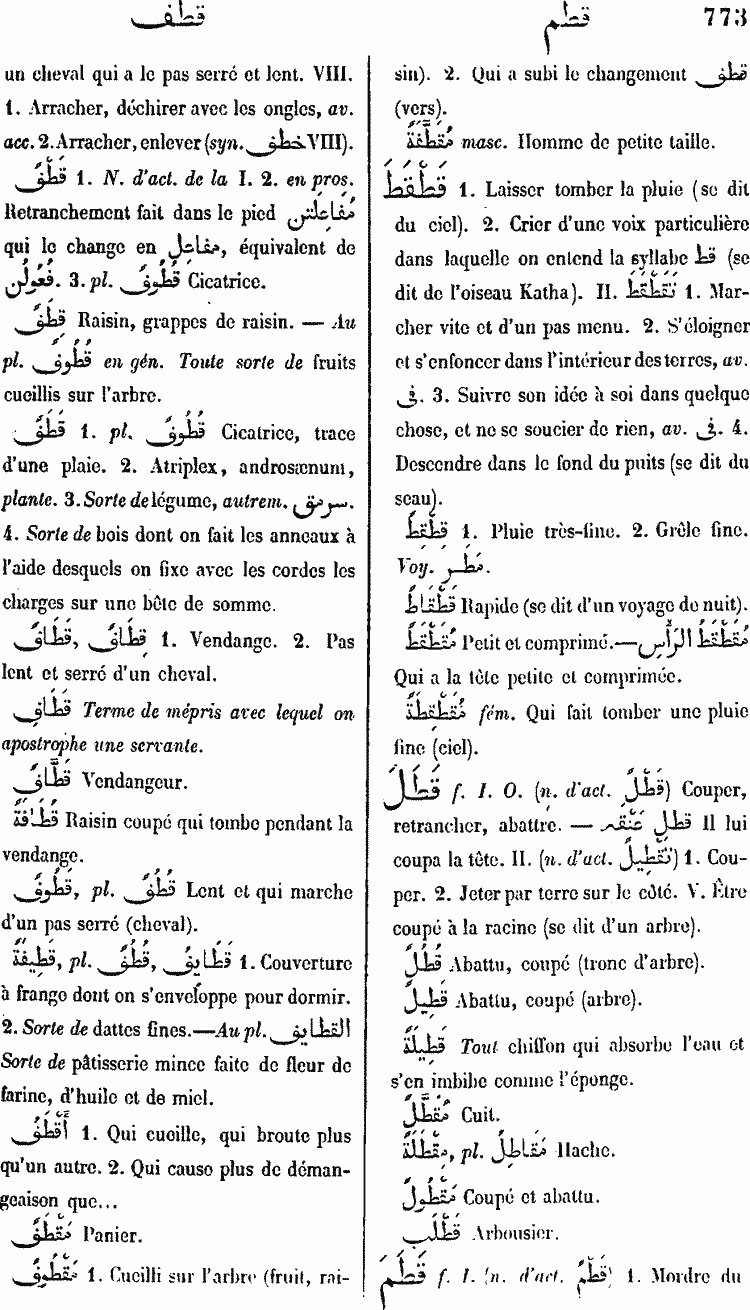 قطف
قطم
773
un cheval qui a le pas serré et lent. VIII.
1. Arracher, déchirer avec les ongles, av.
acc. 2. Arracher, enlever (syn. خطف VIII).
قَطْفٌ 1. N. d'act. de la I. 2. en pros.
Retranchement fait dans le pied مُفَاعَلَتُن
qui le change en مفاعل, équivalent de
فَعُولُن. 3. pl. قُطُوفٌ Cicatrice.
قِطْفٌ Raisin, grappes de raisin. — Au
pl. قُطُوفٌ en gén. Toute sorte de fruits
cueillis sur l'arbre.
قَطَفٌ 1. pl. قُطُوفٌ Cicatrice, trace
d'une plaie. 2. Atriplex, androsænum,
plante. 3. Sorte de légume, autrem. سرمق.
4. Sorte de bois dont on fait les anneaux à
l'aide desquels on fixe avec les cordes les
charges sur une bête de somme.
قَطَافٌ, قِطَافٌ 1. Vendange. 2. Pas
lent et serré d'un cheval.
قَطَافِ Terme de mépris avec lequel on
apostrophe une servante.
قَطَّافٌ Vendangeur.
قُطَافَةٌ Raisin coupé qui tombe pendant la
vendange.
قَطُوفٌ, pl. قُطُفٌ Lent et qui marche
d'un pas serré (cheval).
قَطِيفَةٌ, pl. قُطُفٌ, قَطَايِفُ 1. Couverture
à frange dont on s'enveloppe pour dormir.
2. Sorte de dattes fines.—Au pl. القطايف
Sorte de pâtisserie mince faite de fleur de
farine, d'huile et de miel.
أَقْطَفُ 1. Qui cueille, qui broute plus
qu'un autre. 2. Qui cause plus de déman-
geaison que...
مِقْطَفٌ Panier.
مَقْطُوفٌ 1. Cueilli sur l'arbre (fruit, rai-
sin). 2. Qui a subi le changement قطف
(vers).
مُقَطَّفَةٌ masc. Homme de petite taille.
قَطْقَطَ 1. Laisser tomber la pluie (se dit
du ciel). 2. Crier d'une voix particulière
dans laquelle on entend la syllabe قط (se
dit de l'oiseau Katha). II. تَقَطْقَطَ 1. Mar-
cher vite et d'un pas menu. 2. S'éloigner
et s'enfoncer dans l'intérieur des terres, av.
فى. 3. Suivre son idée à soi dans quelque
chose, et ne se soucier de rien, av. فى. 4.
Descendre dans le fond du puits (se dit du
seau).
قِطْقِطٌ 1. Pluie très-fine. 2. Grêle fine.
Voy. مَطَر.
قَطْقَاطٌ Rapide (se dit d'un voyage de nuit).
مُقَطْقَطٌ Petit et comprimé.—مُقَطْقَطُ الرَأْسِ
Qui a la tête petite et comprimée.
مُقَطْقِطَةٌ fém. Qui fait tomber une pluie
fine (ciel).
قَطَلَ f. I. O. (n. d'act. قَطْلٌ) Couper,
retrancher, abattre. — قطل عُنْقَه Il lui
coupa la tête. II. (n. d'act. تَقْطِيلٌ) 1. Cou-
per. 2. Jeter par terre sur le côté. V. Être
coupé à la racine (se dit d'un arbre).
قُطُلٌ Abattu, coupé (tronc d'arbre).
قَطِيلٌ Abattu, coupé (arbre).
قَطِيلَةٌ Tout chiffon qui absorbe l'eau et
s'en imbibe comme l'éponge.
مُقَطَّلٌ Cuit.
مِقْطَلَةٌ, pl. مَقَاطِلُ Hache.
مَقْطُولٌ Coupé et abattu.
قَطْلَب Arbousier.
قَطَمَ f. I. (n. d'act. قَطْمٌ) 1. Mordre du